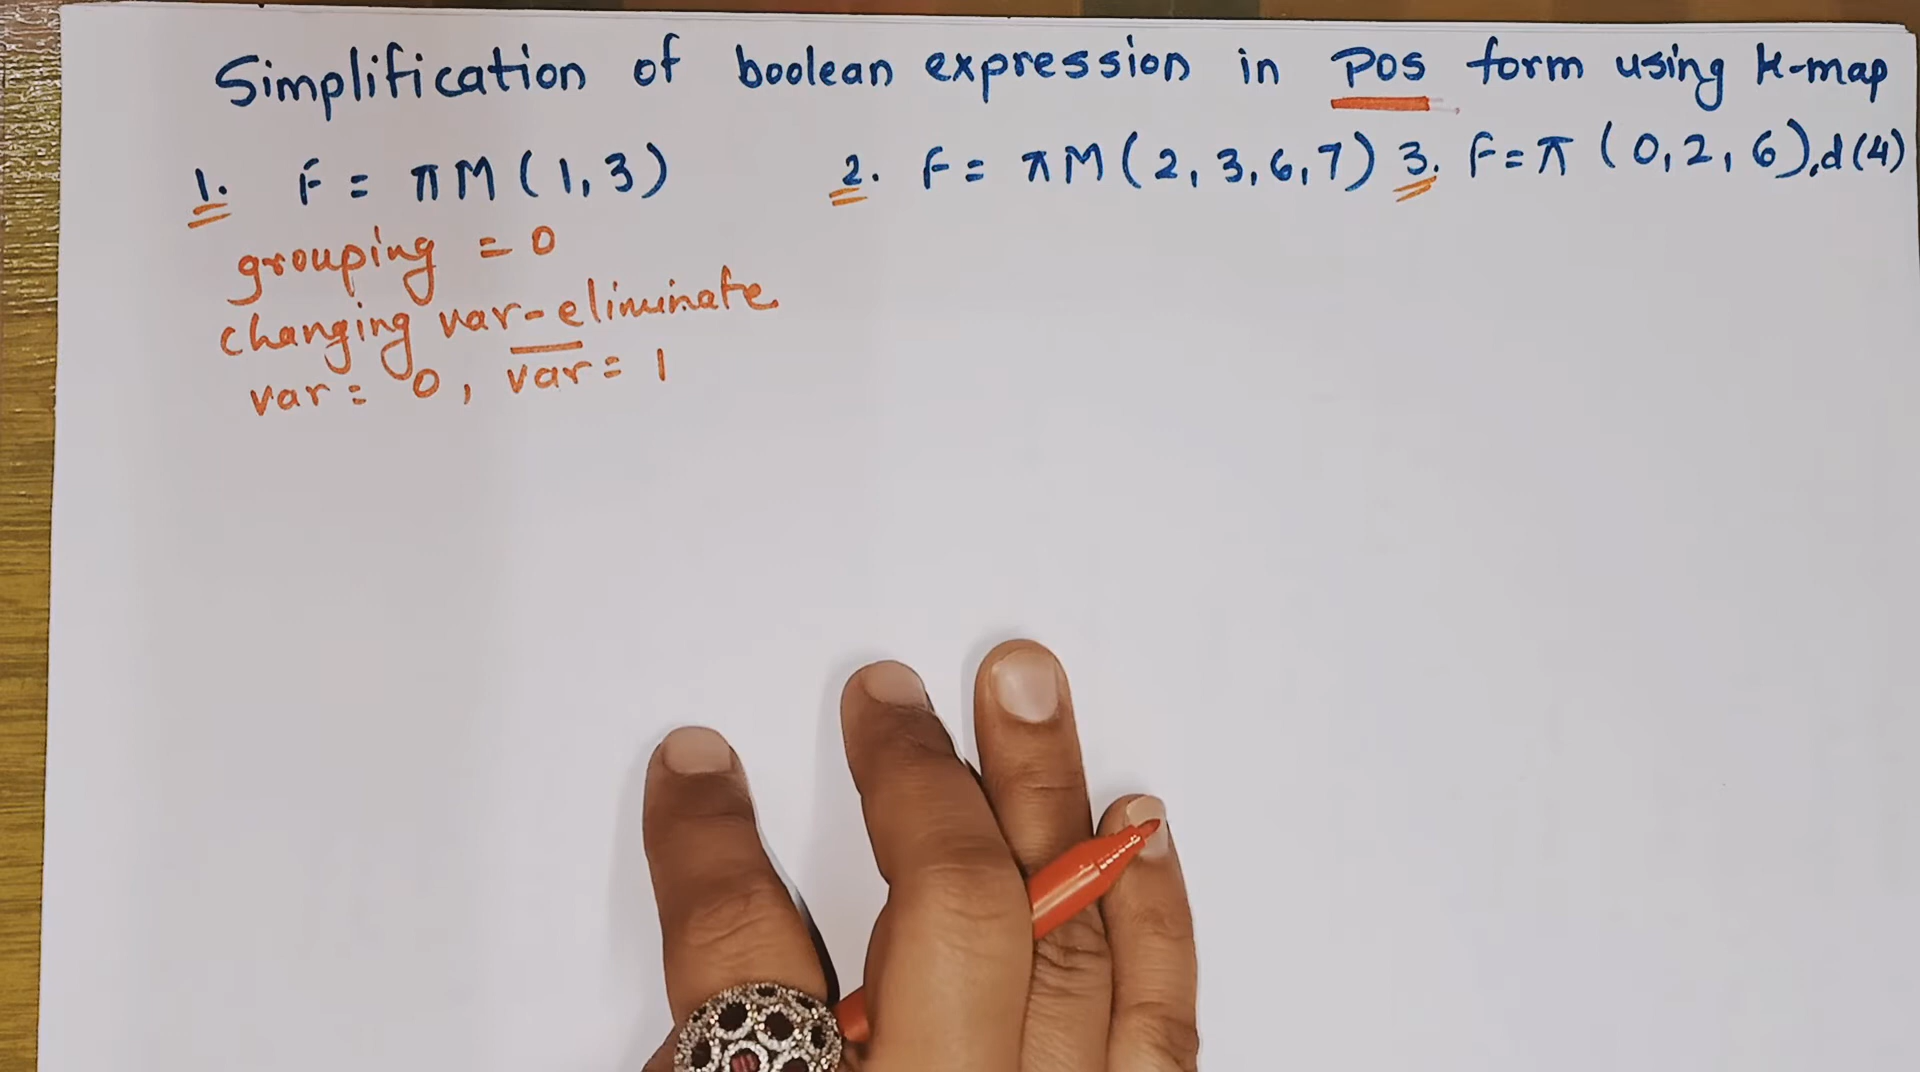 Simplification of boolean expression in POS form using K-map
1. F = πM(1,3) 2. F = πM(2,3,6,7) 3. F=π(0,2,6).d(4)
grouping = 0
changing var-eliminate
var = 0, v̅a̅r̅ = 1